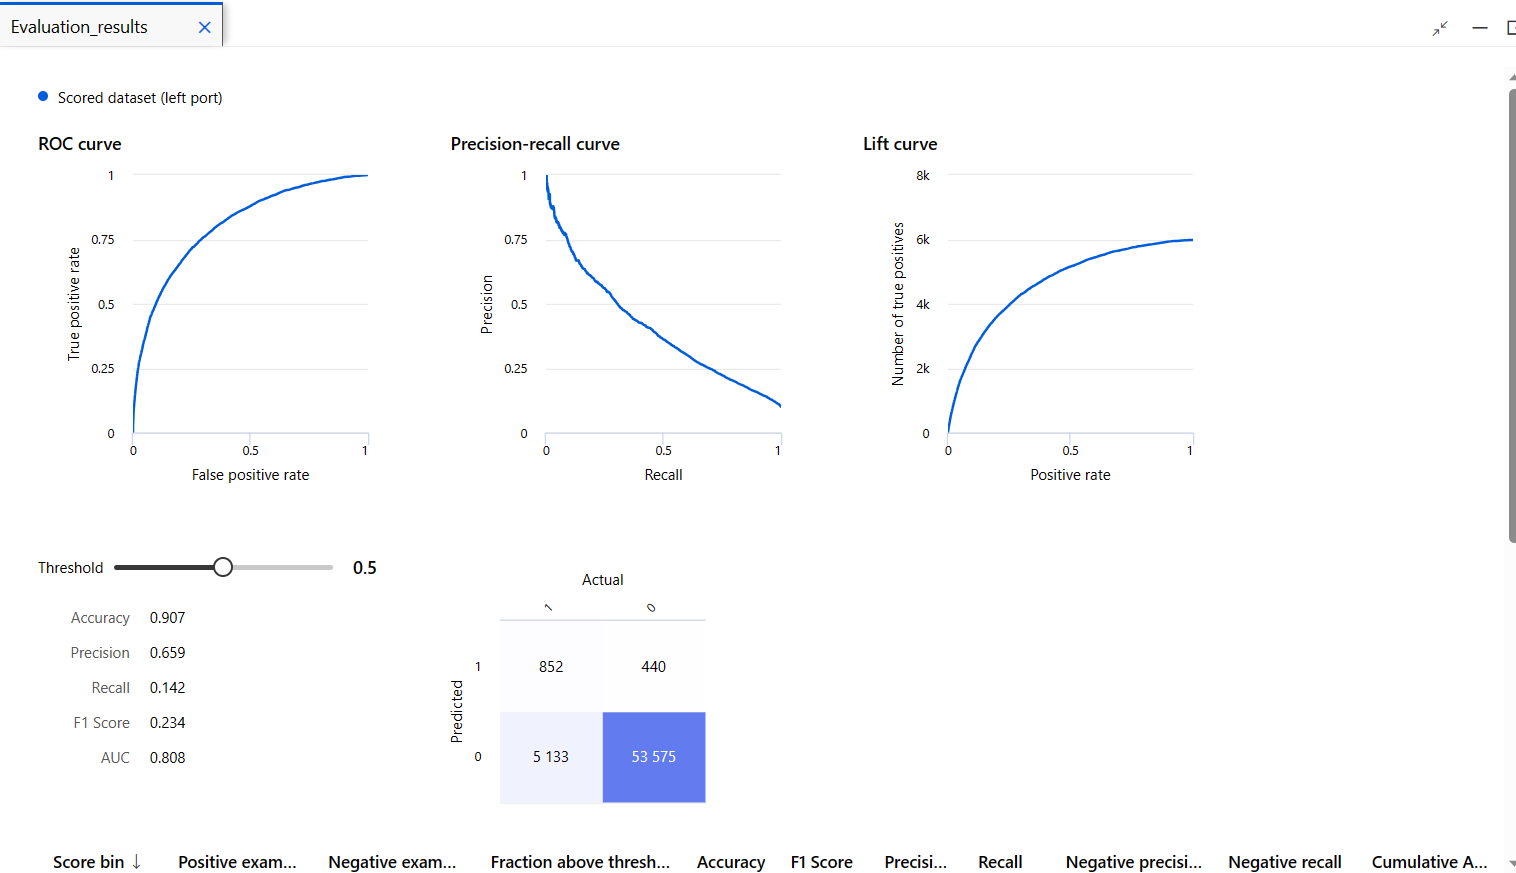 Evaluation_results
Scored dataset (left port)
ROC curve
1
0.75
0.5
0.25
0
True positive rate
0
0.5
1
False positive rate
Precision-recall curve
1
0.75
0.5
0.25
0
Precision
0
0.5
1
Recall
Lift curve
8k
6k
4k
2k
0
Number of true positives
0
0.5
1
Positive rate
Threshold 0.5
Accuracy 0.907
Precision 0.659
Recall 0.142
F1 Score 0.234
AUC 0.808
Actual
1 0
Predicted
1 852 440
0 5 133 53 575
Score bin ↓ Positive exam... Negative exam... Fraction above thresh... Accuracy F1 Score Precisi... Recall Negative precisi... Negative recall Cumulative A...